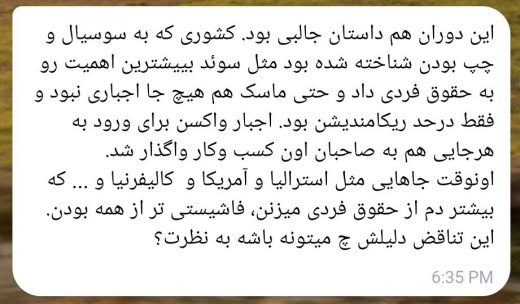 این دوران هم داستان جالبی بود. کشوری که به سوسیال و
چپ بودن شناخته شده بود مثل سوئد بییشترین اهمیت رو
به حقوق فردی داد و حتی ماسک هم هیچ جا اجباری نبود و
فقط درحد ریکامندیشن بود. اجبار واکسن برای ورود به
هرجایی هم به صاحبان اون کسب وکار واگذار شد.
اونوقت جاهایی مثل استرالیا و آمریکا و  کالیفرنیا و ... که
بیشتر دم از حقوق فردی میزنن، فاشیستی تر از همه بودن.
این تناقض دلیلش چ میتونه باشه به نظرت؟
6:35 PM